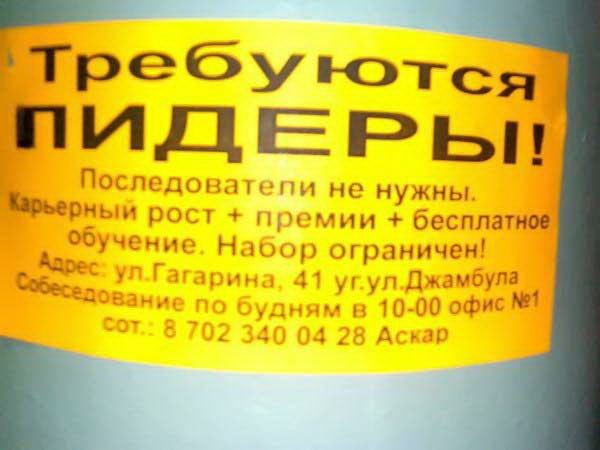 Требуются
ПИДЕРЫ!
Последователи не нужны.
Карьерный рост + премии + бесплатное
обучение. Набор ограничен!
Адрес: ул.Гагарина, 41 уг.ул.Джамбула
Собеседование по будням в 10-00 офис №1
сот.: 8 702 340 04 28 Аскар